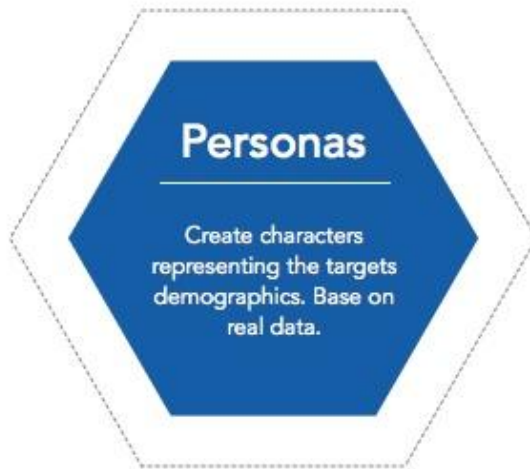 Personas
Create characters
representing the targets
demographics. Base on
real data.